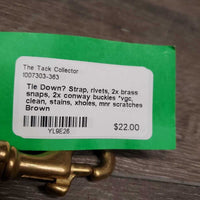 The Tack Collector
I007303-363
Tie Down? Strap, rivets, 2x brass
snaps, 2x conway buckles *vgc,
clean, stains, xholes, mnr scratches
Brown
$22.00
YL9E26